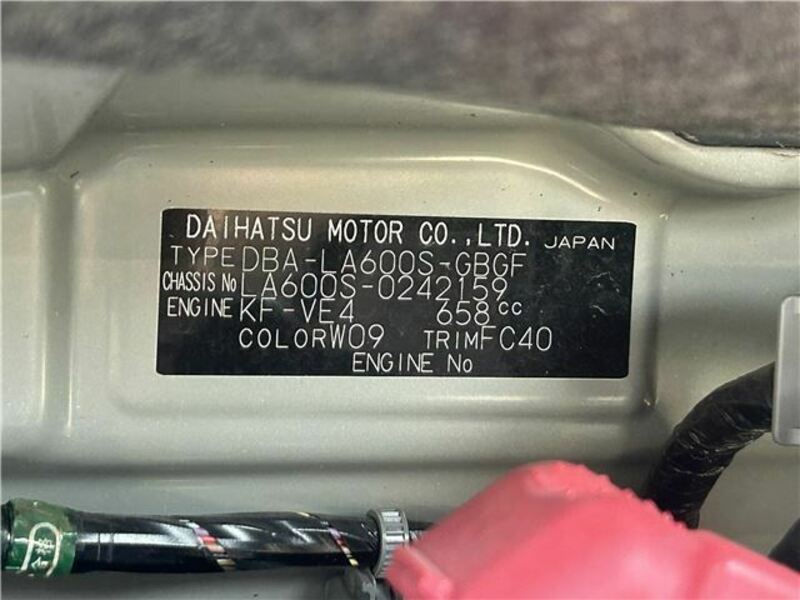 DAIHATSU MOTOR CO.,LTD. JAPAN
TYPE DBA-LA600S-GBGF
CHASSIS No LA600S-0242159
ENGINE KF-VE4 658cc
COLOR W09 TRIM FC40
ENGINE No